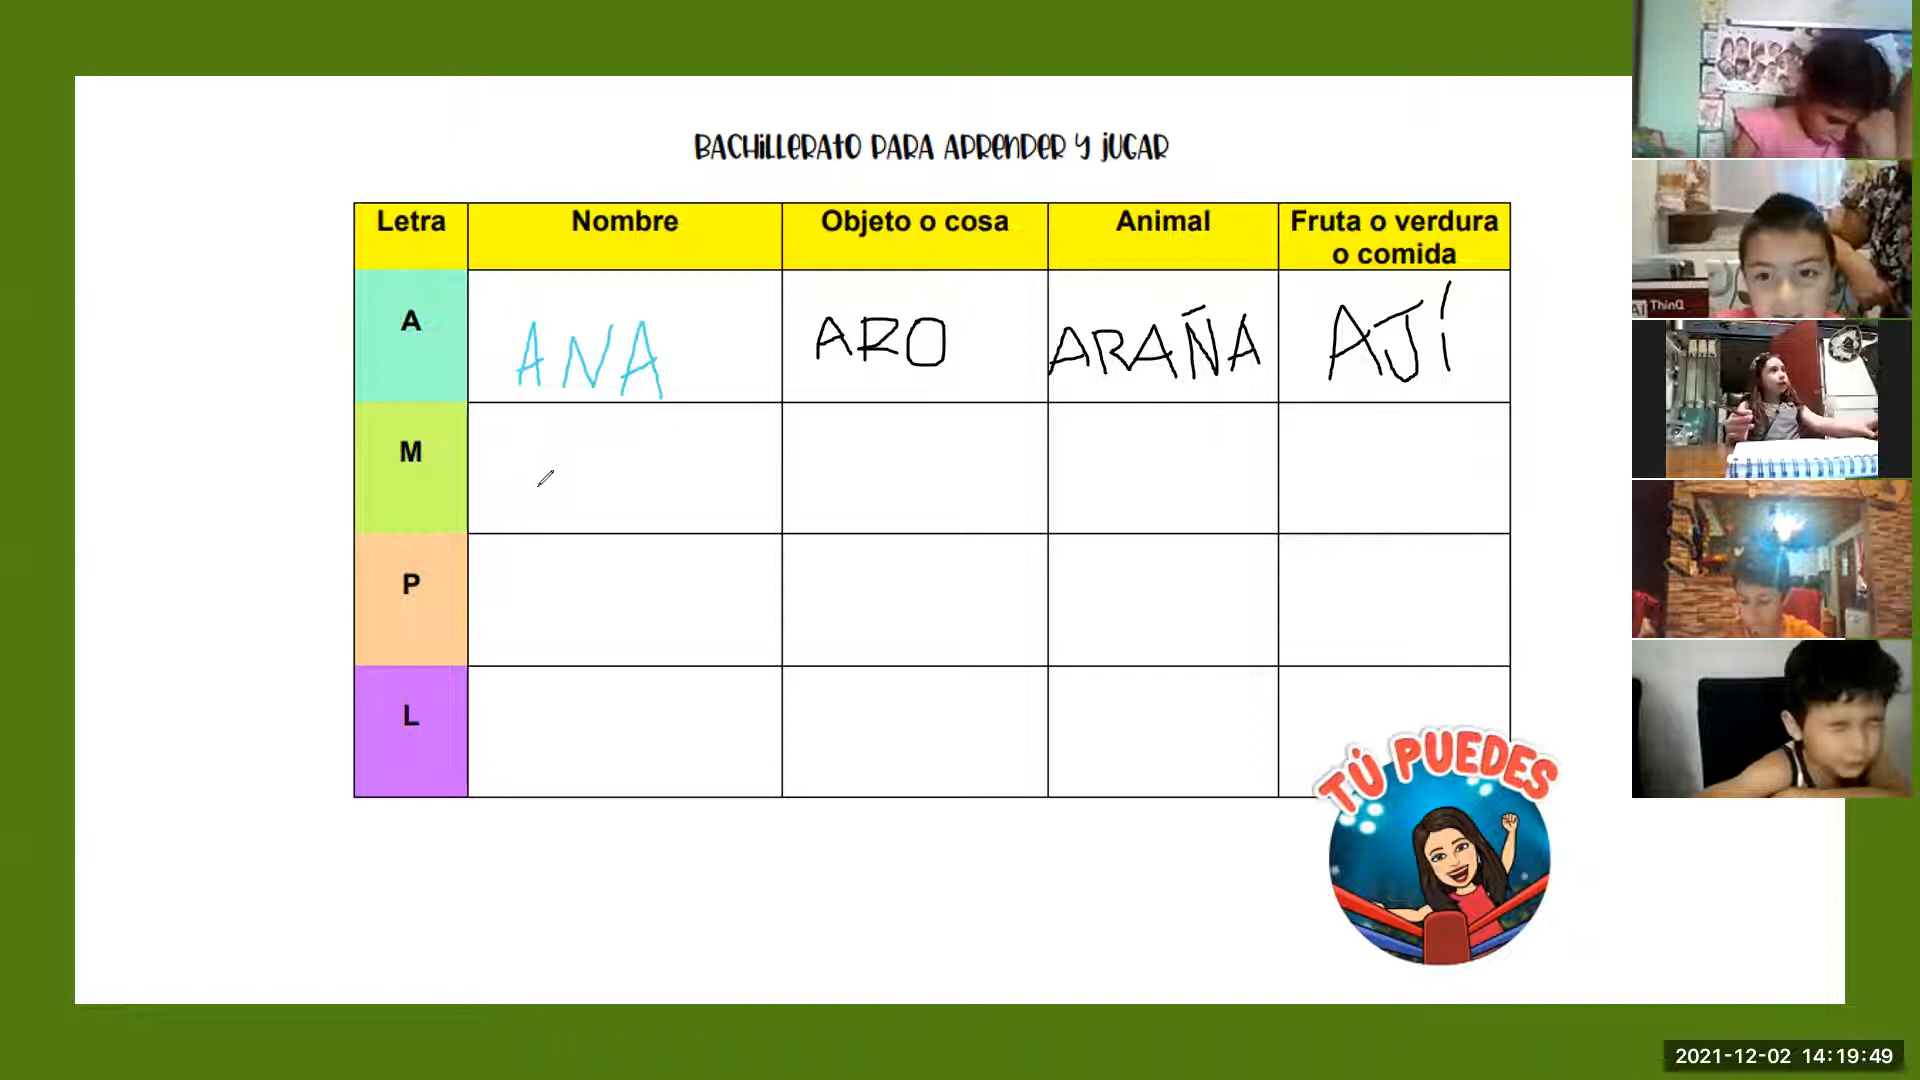 BACHILLERATO PARA APRENDER Y JUGAR
Letra Nombre Objeto o cosa Animal Fruta o verdura o comida
A ANA ARO ARAÑA AJÍ
M
P
L
TÚ PUEDES
ThinQ
2021-12-02 14:19:49